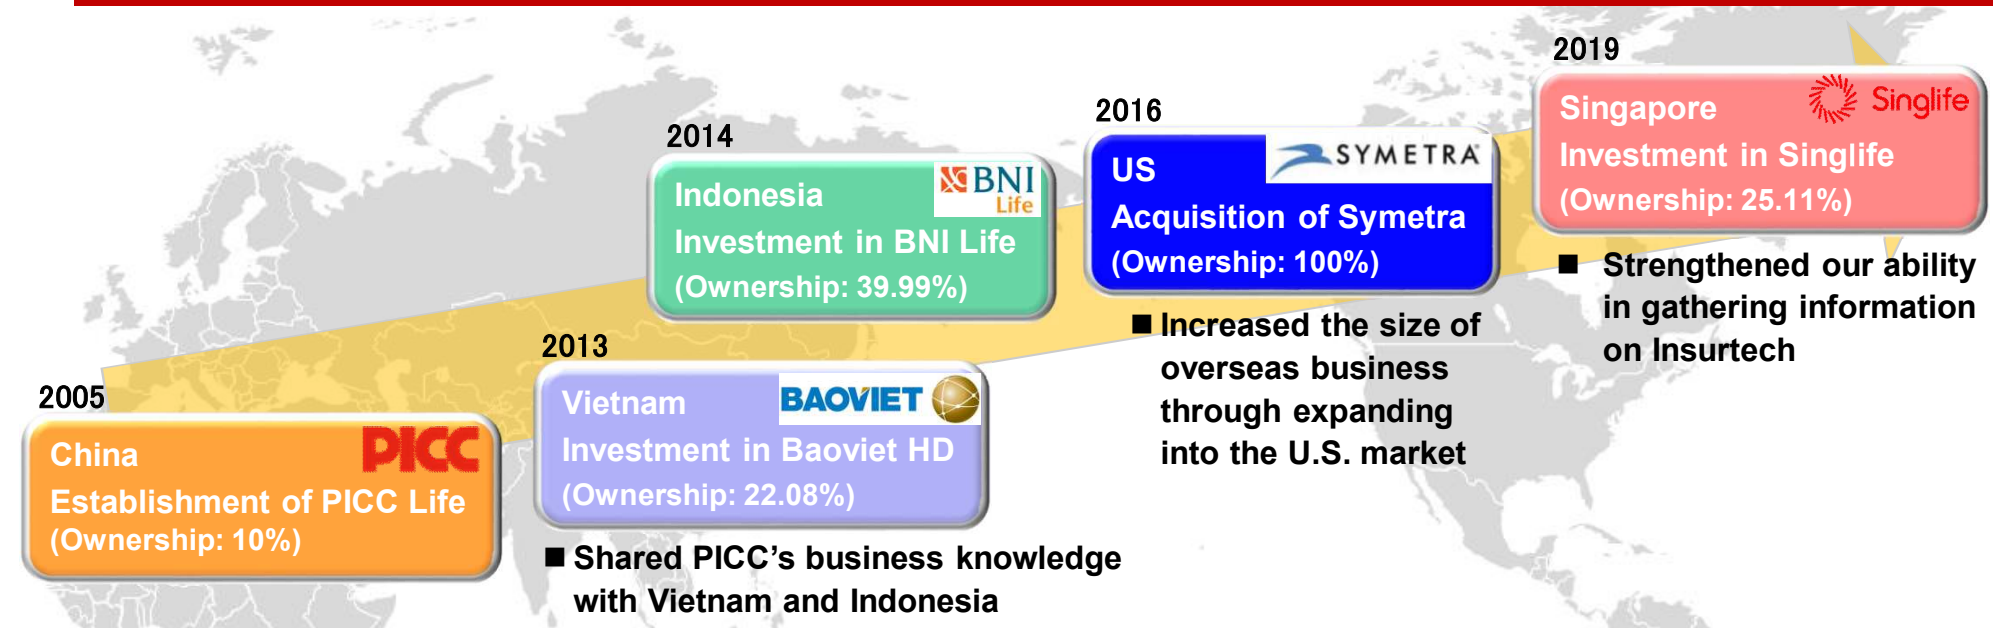 2005
China
PICC
Establishment of PICC Life
(Ownership: 10%)
2013
Vietnam
BAOVIET
Investment in Baoviet HD
(Ownership: 22.08%)
■ Shared PICC’s business knowledge
with Vietnam and Indonesia
2014
Indonesia
BNI
Life
Investment in BNI Life
(Ownership: 39.99%)
2016
US
SYMETRA
Acquisition of Symetra
(Ownership: 100%)
■ Increased the size of
overseas business
through expanding
into the U.S. market
2019
Singapore
Singlife
Investment in Singlife
(Ownership: 25.11%)
■ Strengthened our ability
in gathering information
on Insurtech